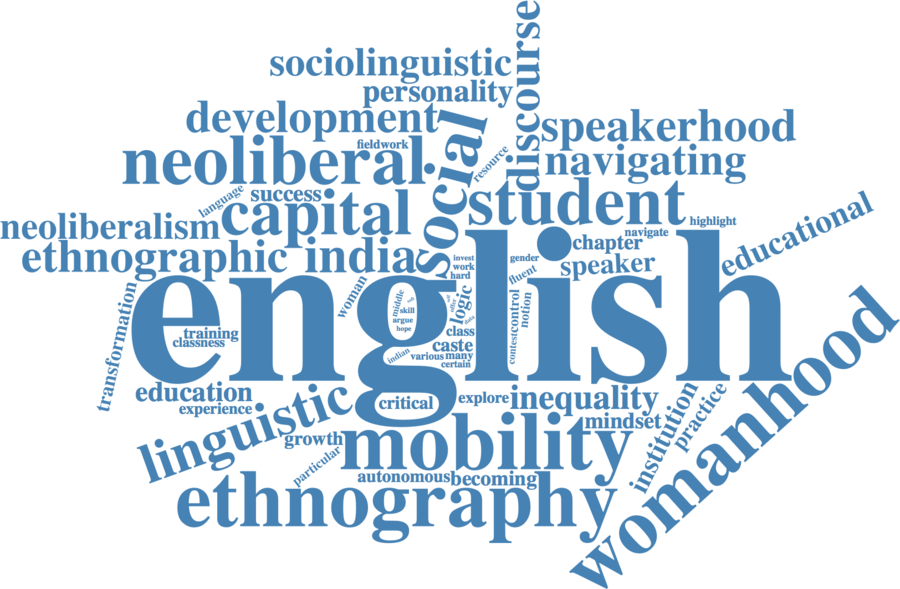 discourse
sociolinguistic
personality
development
social
speakerhood
fieldwork
neoliberal
resource
navigating
language
success
student
capital
neoliberalism
highlight
educational
navigate
chapter
ethnographic
india
speaker
english
invest
work
hard
gender
fluent
woman
middle
skill
argue
hope
logic
control
contest
notion
transformation
training
classness
class
caste
indian
various
many
certain
womanhood
education
experience
critical
explore
inequality
mindset
institution
practice
linguistic
growth
mobility
particular
autonomous
becoming
ethnography